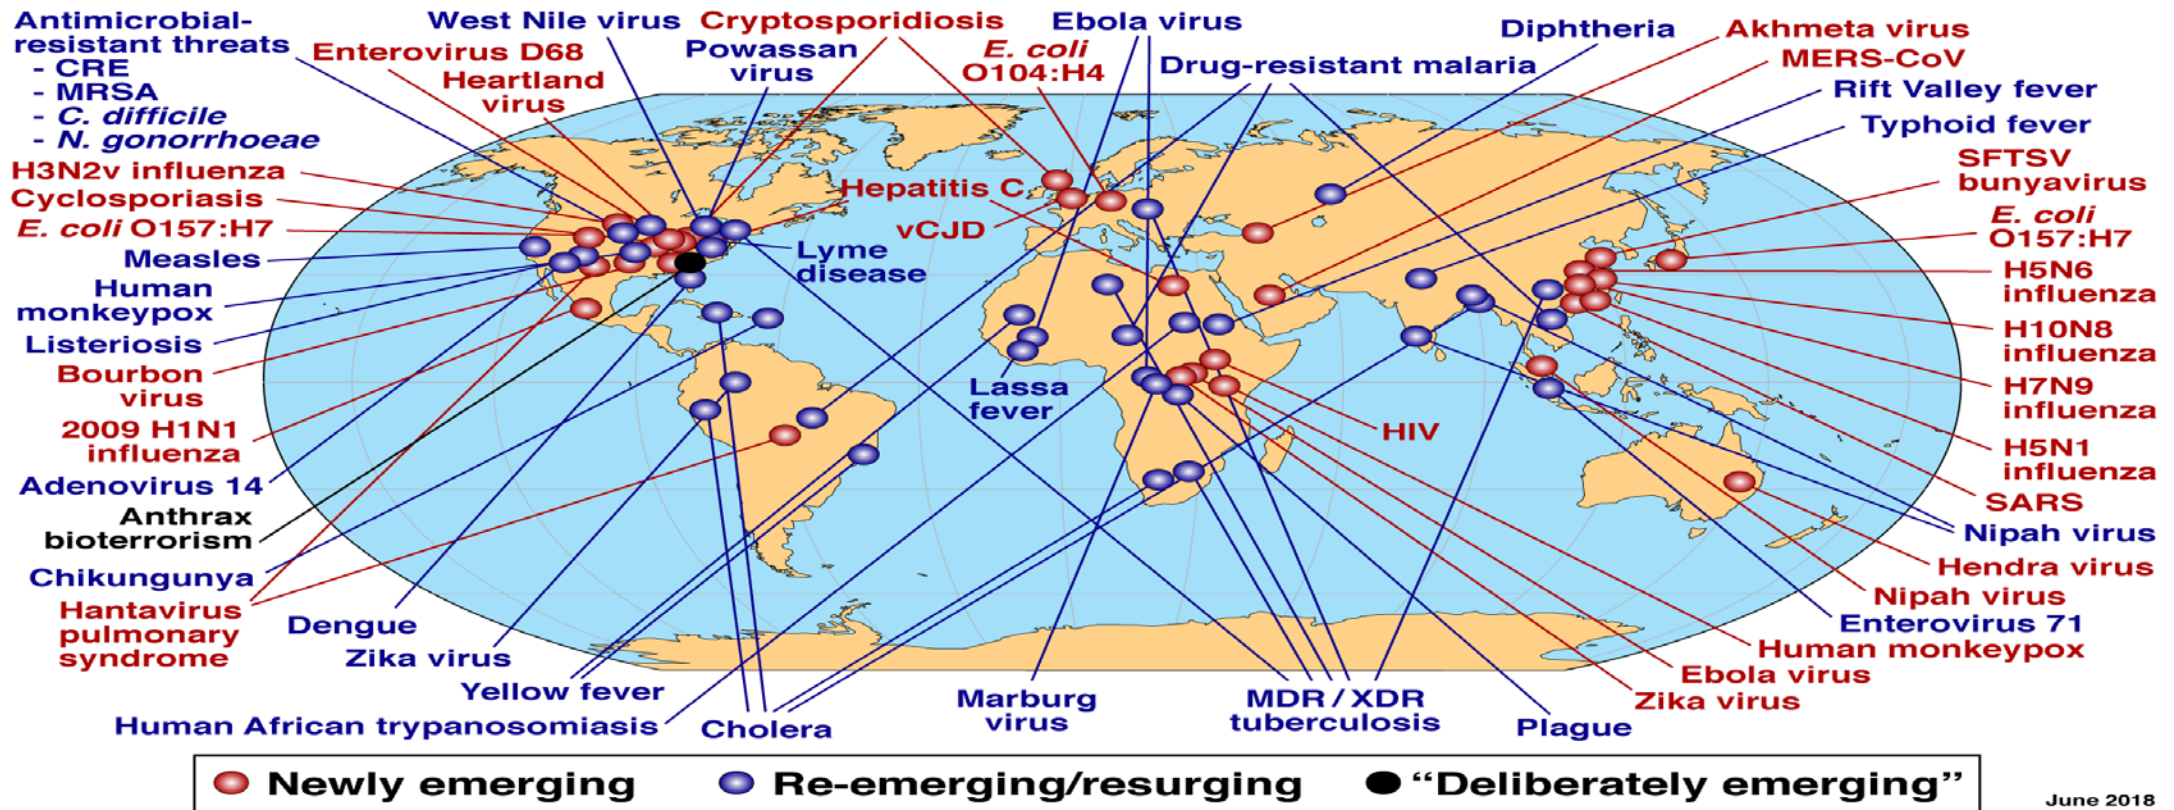 Antimicrobial-
resistant threats
- CRE
- MRSA
- C. difficile
- N. gonorrhoeae
Enterovirus D68
West Nile virus
Heartland
virus
Cryptosporidiosis
Powassan
virus
Ebola virus
E. coli
O104:H4
Drug-resistant malaria
Diphtheria
Akhmeta virus
MERS-CoV
Rift Valley fever
Typhoid fever
SFTSV
bunyavirus
E. coli
O157:H7
H5N6
influenza
H10N8
influenza
H7N9
influenza
H5N1
influenza
SARS
Nipah virus
Hendra virus
Nipah virus
Enterovirus 71
Human monkeypox
Ebola virus
Zika virus
H3N2v influenza
Cyclosporiasis
E. coli O157:H7
Measles
Human
monkeypox
Listeriosis
Bourbon
virus
2009 H1N1
influenza
Adenovirus 14
Anthrax
bioterrorism
Chikungunya
Hantavirus
pulmonary
syndrome
Dengue
Zika virus
Yellow fever
Human African trypanosomiasis
Cholera
Marburg
virus
MDR / XDR
tuberculosis
Plague
Hepatitis C
vCJD
Lyme
disease
Lassa
fever
HIV
Newly emerging
Re-emerging/resurging
“Deliberately emerging”
June 2018